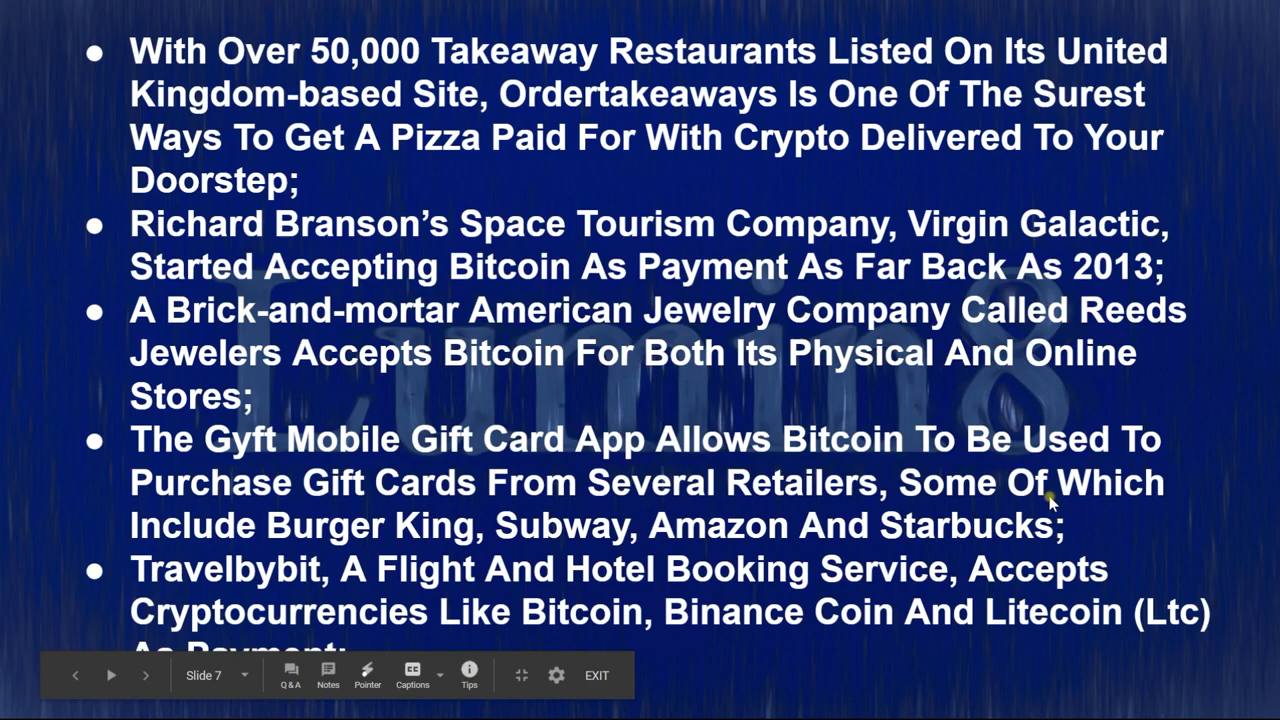 ● With Over 50,000 Takeaway Restaurants Listed On Its United
Kingdom-based Site, Ordertakeaways Is One Of The Surest
Ways To Get A Pizza Paid For With Crypto Delivered To Your
Doorstep;
● Richard Branson’s Space Tourism Company, Virgin Galactic,
Started Accepting Bitcoin As Payment As Far Back As 2013;
● A Brick-and-mortar American Jewelry Company Called Reeds
Jewelers Accepts Bitcoin For Both Its Physical And Online
Stores;
● The Gyft Mobile Gift Card App Allows Bitcoin To Be Used To
Purchase Gift Cards From Several Retailers, Some Of Which
Include Burger King, Subway, Amazon And Starbucks;
● Travelbybit, A Flight And Hotel Booking Service, Accepts
Cryptocurrencies Like Bitcoin, Binance Coin And Litecoin (Ltc)
As Payment;
Lumin8
Slide 7 Q&A Notes Pointer CC Captions Tips EXIT